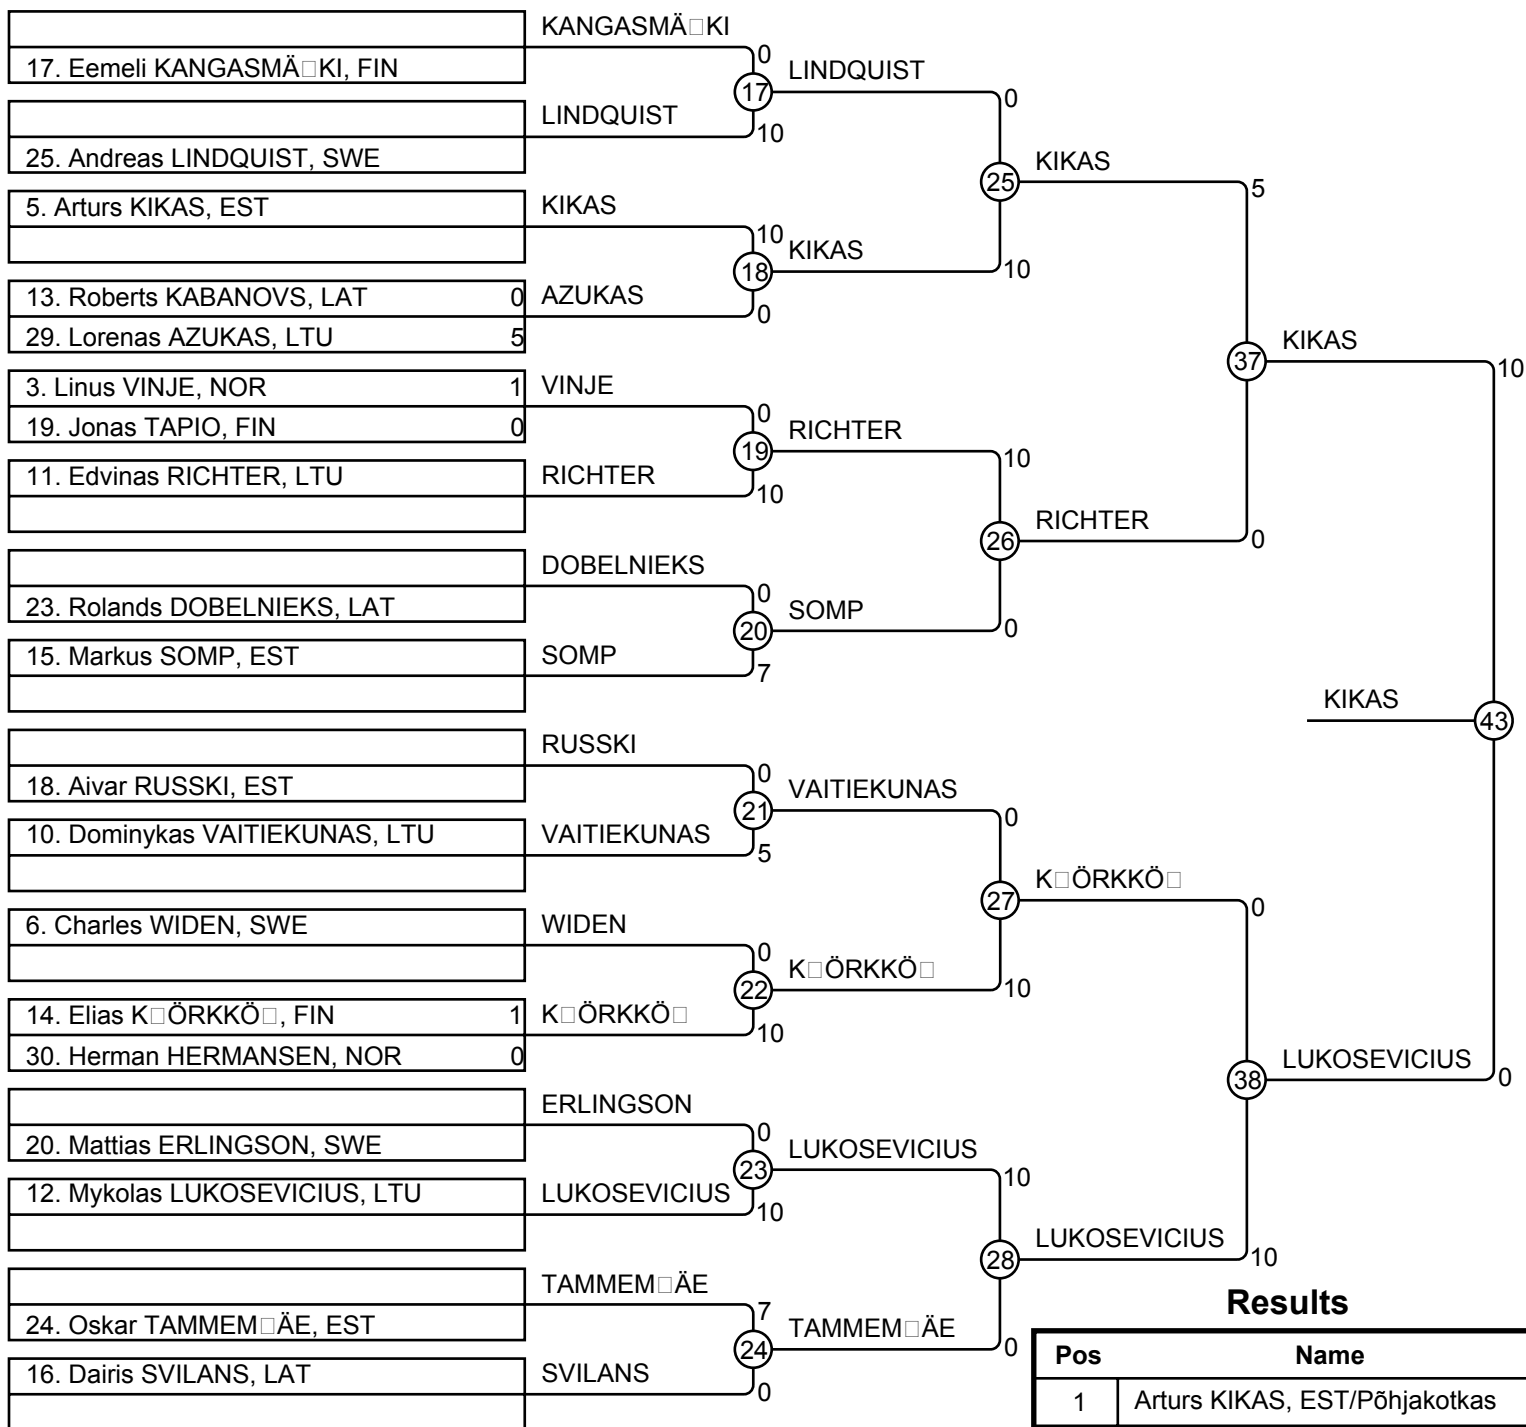 KANGASMÄ□KI
0
17. Eemeli KANGASMÄ□KI, FIN
LINDQUIST
17
0
LINDQUIST
10
25. Andreas LINDQUIST, SWE
KIKAS
25
5. Arturs KIKAS, EST
KIKAS
5
10
KIKAS
18
10
13. Roberts KABANOVS, LAT 0
AZUKAS
0
29. Lorenas AZUKAS, LTU 5
KIKAS
37
10
3. Linus VINJE, NOR 1
VINJE
0
19. Jonas TAPIO, FIN 0
RICHTER
19
10
11. Edvinas RICHTER, LTU
RICHTER
10
RICHTER
26
0
DOBELNIEKS
0
23. Rolands DOBELNIEKS, LAT
SOMP
20
0
15. Markus SOMP, EST
SOMP
7
KIKAS
43
RUSSKI
0
18. Aivar RUSSKI, EST
VAITIEKUNAS
21
0
10. Dominykas VAITIEKUNAS, LTU
VAITIEKUNAS
5
K□ÖRKKÖ□
27
0
6. Charles WIDEN, SWE
WIDEN
0
K□ÖRKKÖ□
22
10
14. Elias K□ÖRKKÖ□, FIN 1
K□ÖRKKÖ□
10
30. Herman HERMANSEN, NOR 0
LUKOSEVICIUS
38
0
ERLINGSON
0
20. Mattias ERLINGSON, SWE
LUKOSEVICIUS
23
10
12. Mykolas LUKOSEVICIUS, LTU
LUKOSEVICIUS
10
LUKOSEVICIUS
28
10
TAMMEM□ÄE
7
24. Oskar TAMMEM□ÄE, EST
TAMMEM□ÄE
24
0
16. Dairis SVILANS, LAT
SVILANS
0
Results
Pos Name
1 Arturs KIKAS, EST/Põhjakotkas